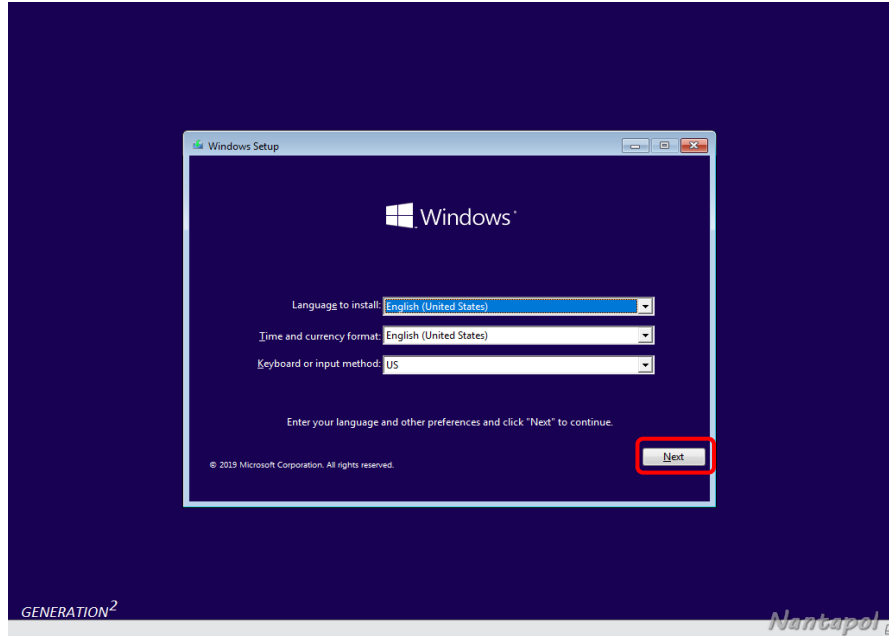 Windows Setup
Windows
Language to install: English (United States)
Time and currency format: English (United States)
Keyboard or input method: US
Enter your language and other preferences and click "Next" to continue.
Next
© 2019 Microsoft Corporation. All rights reserved.
GENERATION2
Nantapol